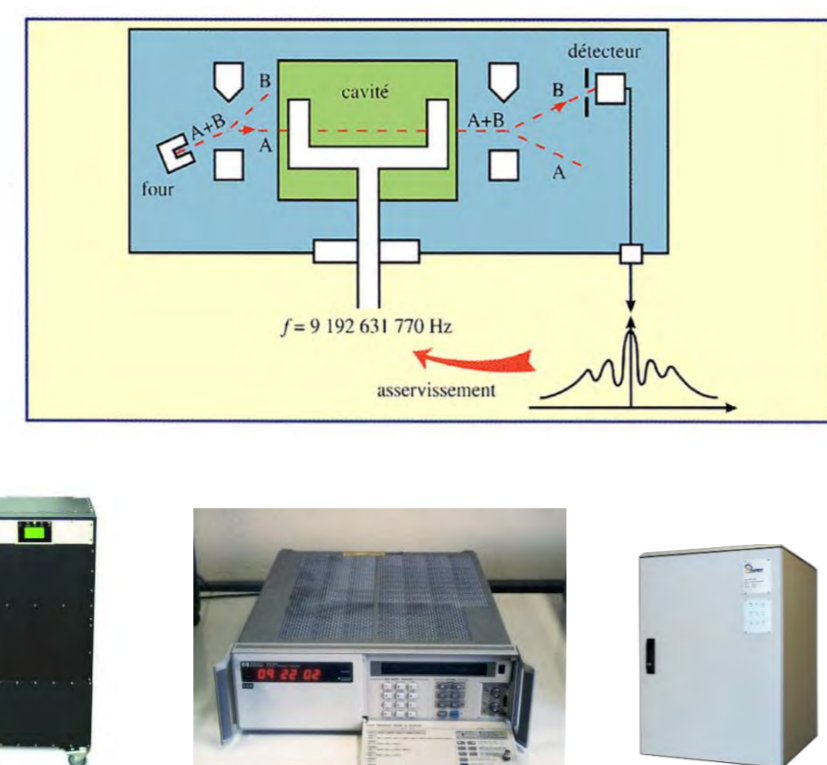 détecteur
B
cavité
B
A+B
A+B
A
A
four
f = 9 192 631 770 Hz
asservissement
09 22 02